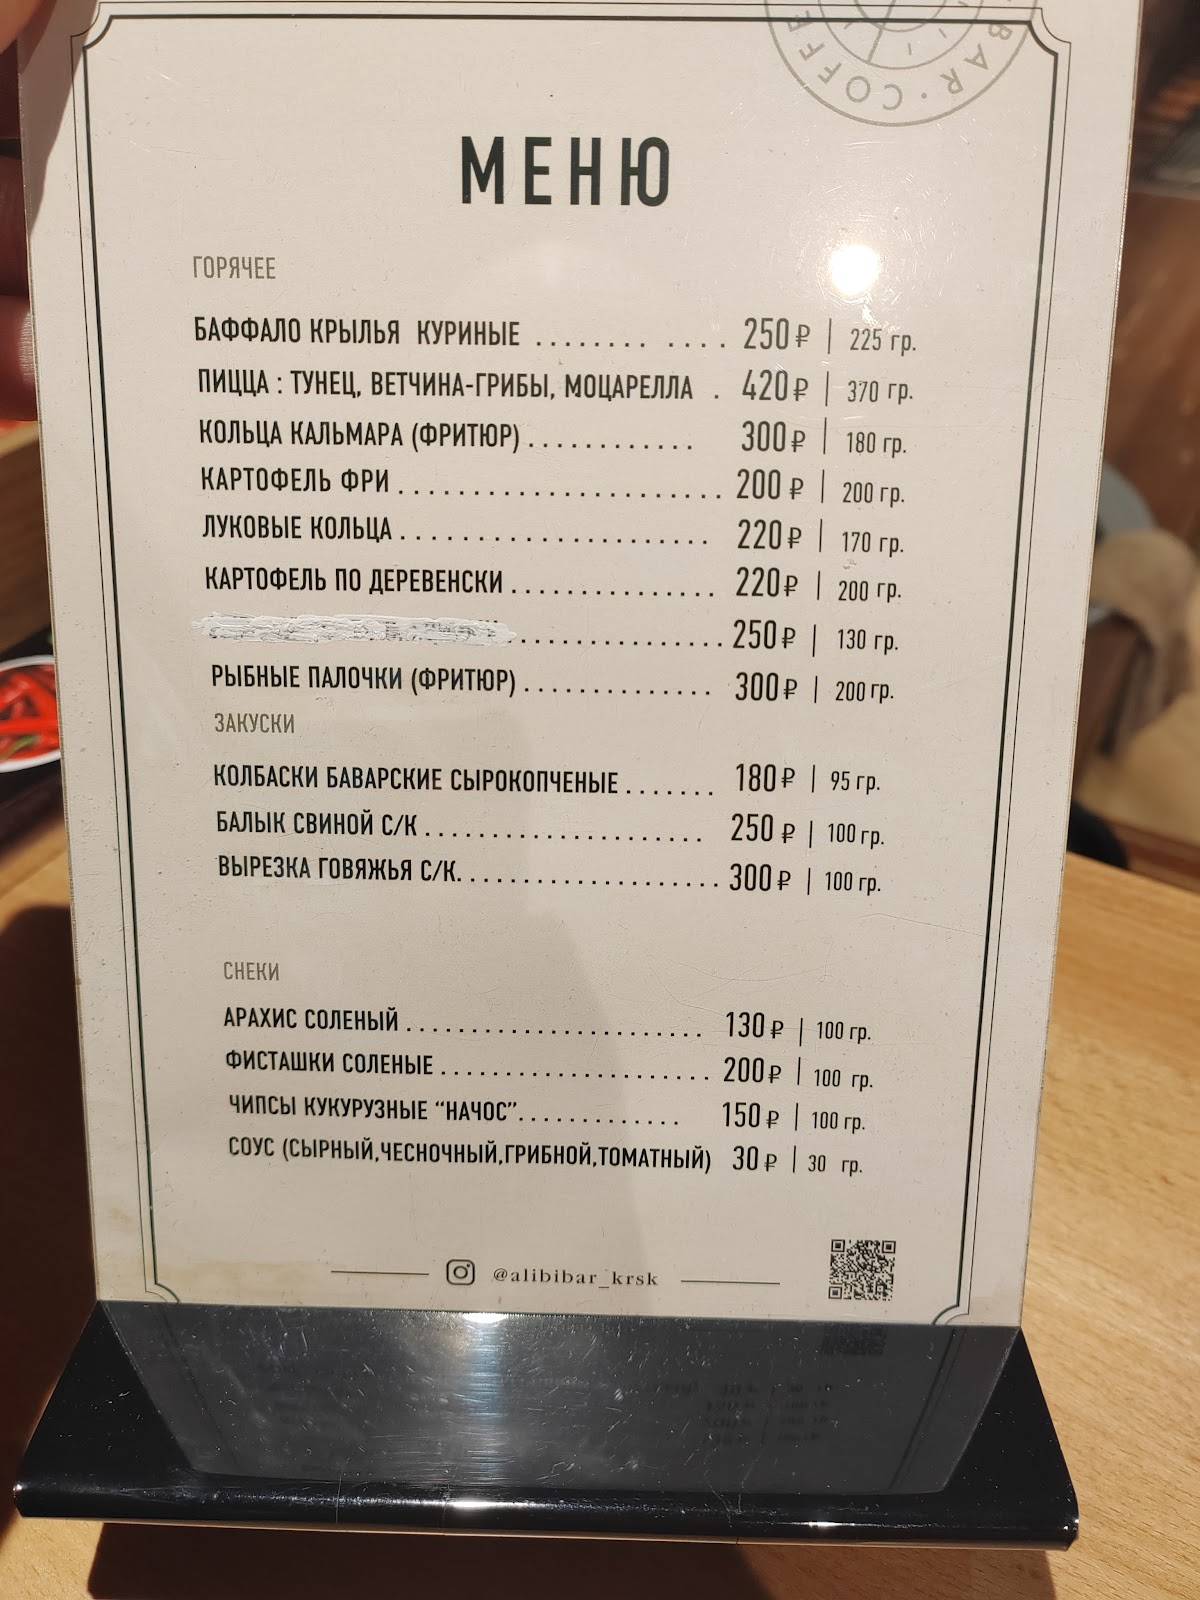 BAR · COFFE
МЕНЮ
ГОРЯЧЕЕ
БАФФАЛО КРЫЛЬЯ КУРИНЫЕ ........ .... 250₽ | 225 гр.
ПИЦЦА : ТУНЕЦ, ВЕТЧИНА-ГРИБЫ, МОЦАРЕЛЛА . 420₽ | 370 гр.
КОЛЬЦА КАЛЬМАРА (ФРИТЮР) ............ 300₽ | 180 гр.
КАРТОФЕЛЬ ФРИ ...................... 200₽ | 200 гр.
ЛУКОВЫЕ КОЛЬЦА ..................... 220₽ | 170 гр.
КАРТОФЕЛЬ ПО ДЕРЕВЕНСКИ ............... 220₽ | 200 гр.
.............. 250₽ | 130 гр.
РЫБНЫЕ ПАЛОЧКИ (ФРИТЮР) ............. 300₽ | 200 гр.
ЗАКУСКИ
КОЛБАСКИ БАВАРСКИЕ СЫРОКОПЧЕНЫЕ ....... 180₽ | 95 гр.
БАЛЫК СВИНОЙ С/К .................... 250 ₽ | 100 гр.
ВЫРЕЗКА ГОВЯЖЬЯ С/К. .................. 300₽ | 100 гр.
СНЕКИ
АРАХИС СОЛЕНЫЙ ...................... 130₽ | 100 гр.
ФИСТАШКИ СОЛЕНЫЕ .................... 200₽ | 100 гр.
ЧИПСЫ КУКУРУЗНЫЕ “НАЧОС”............. 150₽ | 100 гр.
СОУС (СЫРНЫЙ,ЧЕСНОЧНЫЙ,ГРИБНОЙ,ТОМАТНЫЙ) 30₽ | 30 гр.
@alibibar_krsk